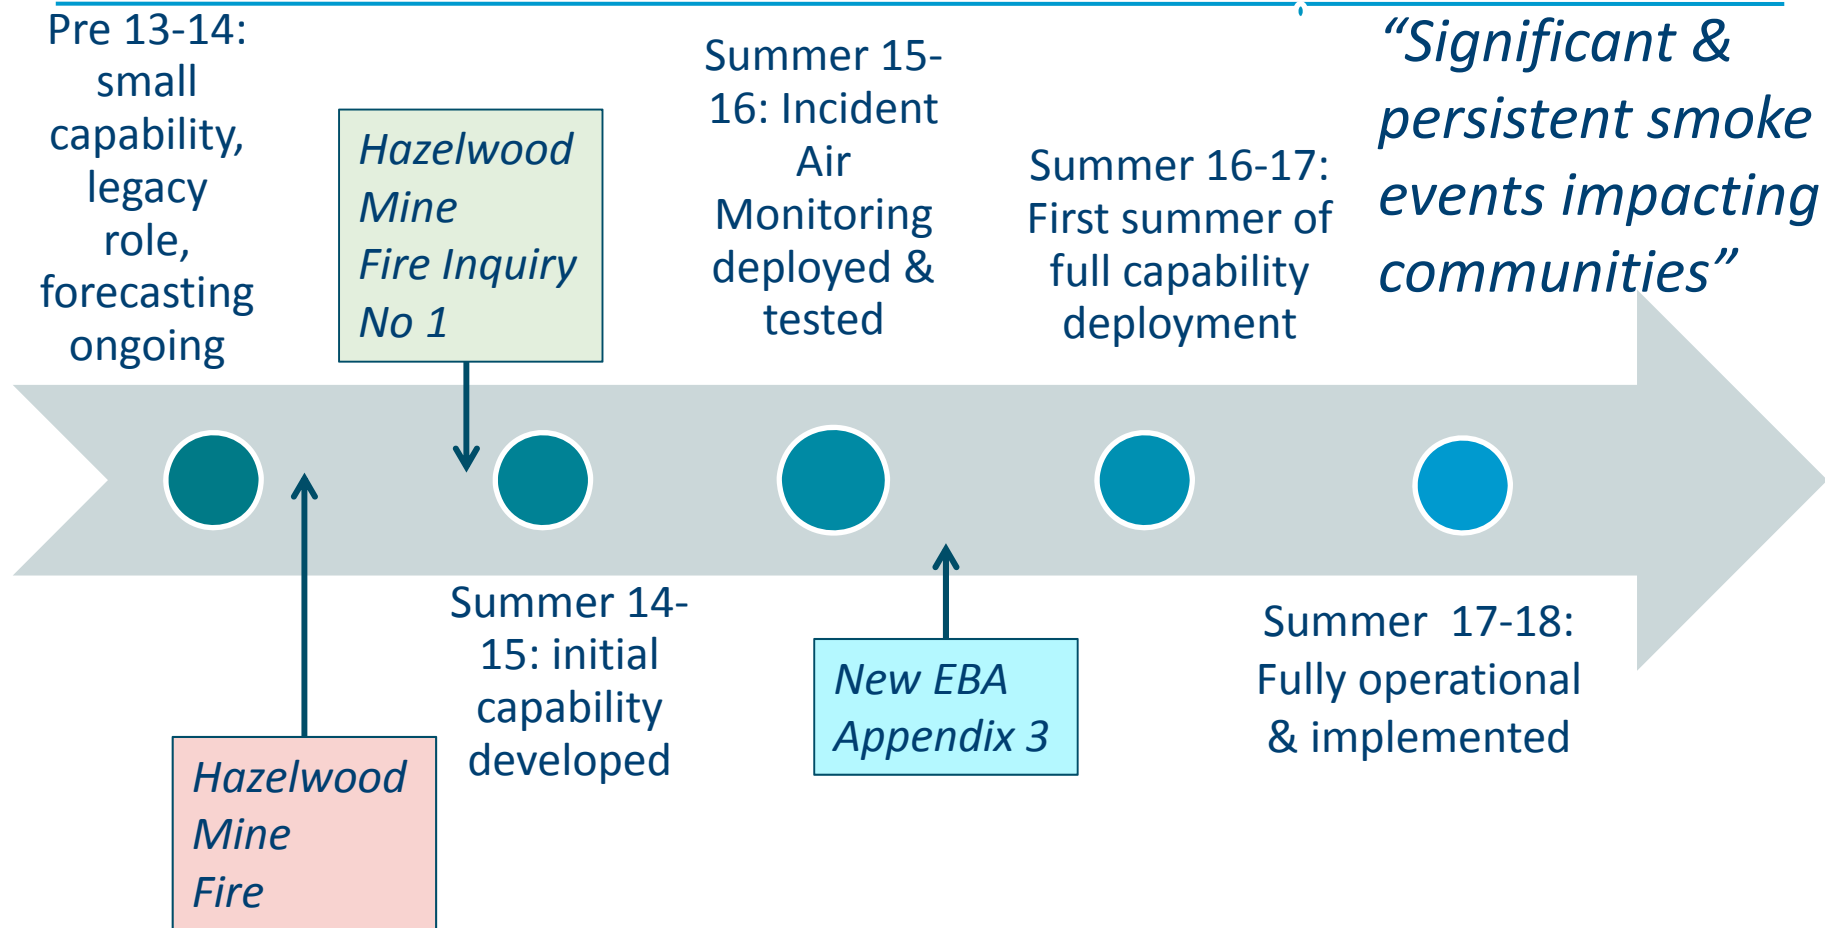 Pre 13-14:
small
capability,
legacy
role,
forecasting
ongoing
Hazelwood
Mine
Fire Inquiry
No 1
Summer 15-
16: Incident
Air
Monitoring
deployed &
tested
Summer 16-17:
First summer of
full capability
deployment
“Significant &
persistent smoke
events impacting
communities”
Hazelwood
Mine
Fire
Summer 14-
15: initial
capability
developed
New EBA
Appendix 3
Summer  17-18:
Fully operational
& implemented